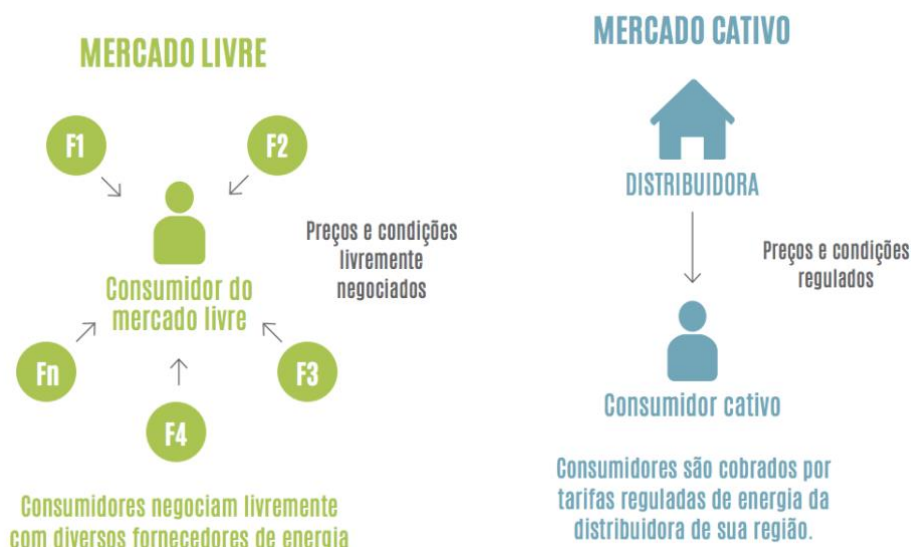 MERCADO LIVRE
F1
F2
Consumidor do
mercado livre
Preços e condições
livremente
negociados
Fn
F3
F4
Consumidores negociam livremente
com diversos fornecedores de energia
MERCADO CATIVO
DISTRIBUIDORA
Preços e condições
regulados
Consumidor cativo
Consumidores são cobrados por
tarifas reguladas de energia da
distribuidora de sua região.